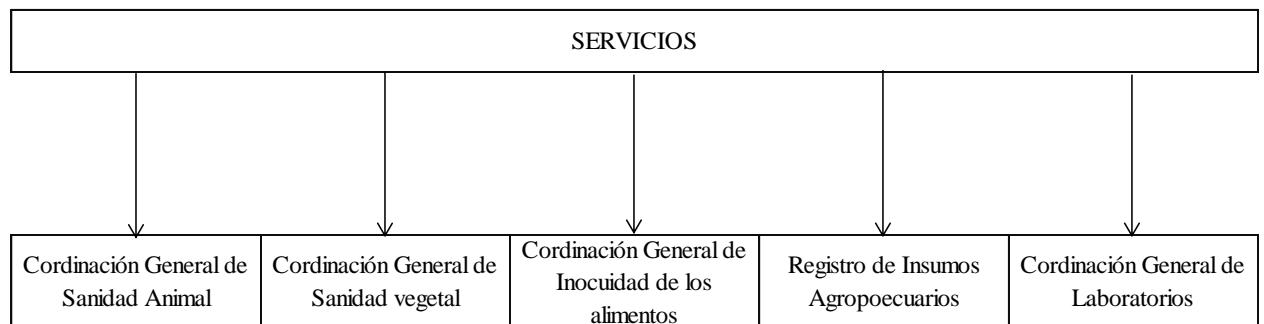 SERVICIOS
Cordinación General de
Sanidad Animal
Cordinación General de
Sanidad vegetal
Cordinación General de
Inocuidad de los
alimentos
Registro de Insumos
Agropoecuarios
Cordinación General de
Laboratorios